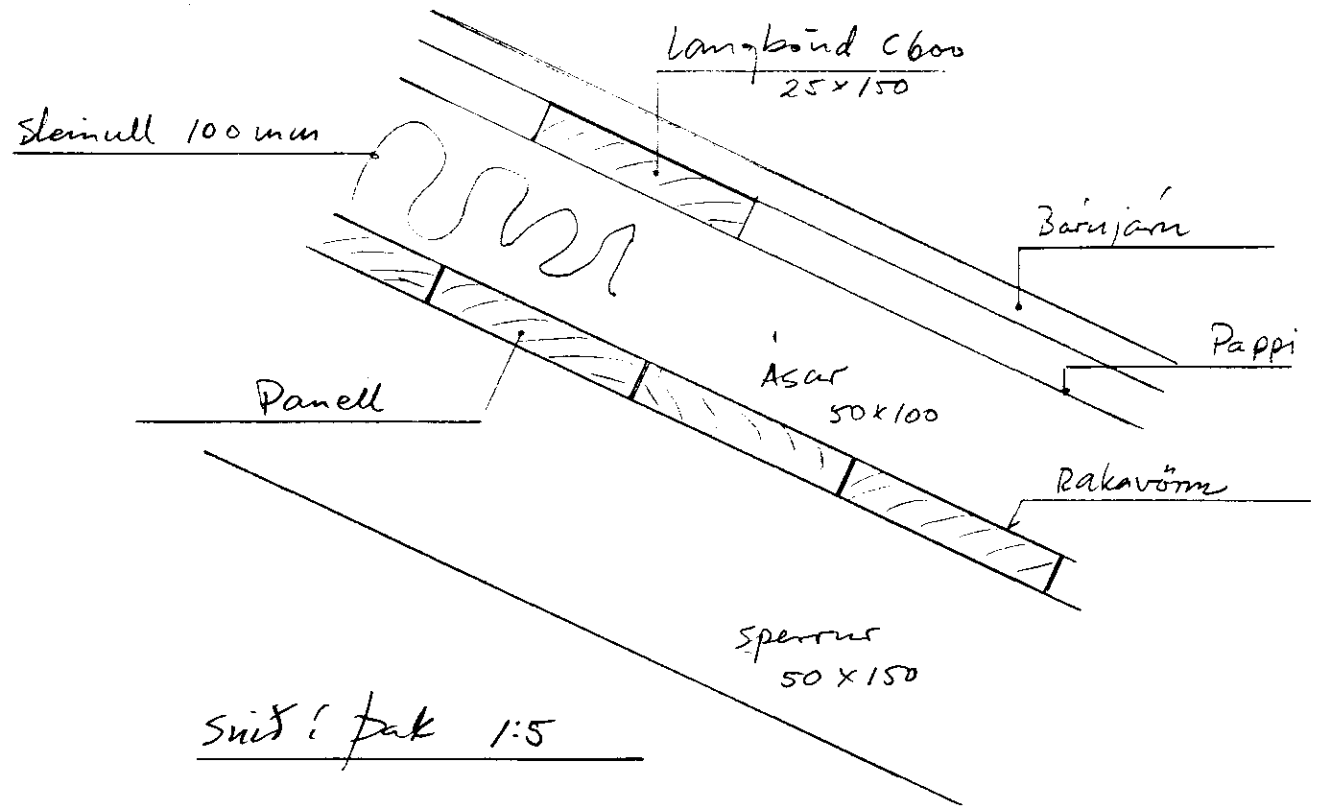 Langbönd C600
25 x 150
Steinull 100 mm
Bárujárn
Pappi
Ásar
50 x 100
Panell
Rakavörn
Sperrur
50 x 150
Snið í þak 1:5